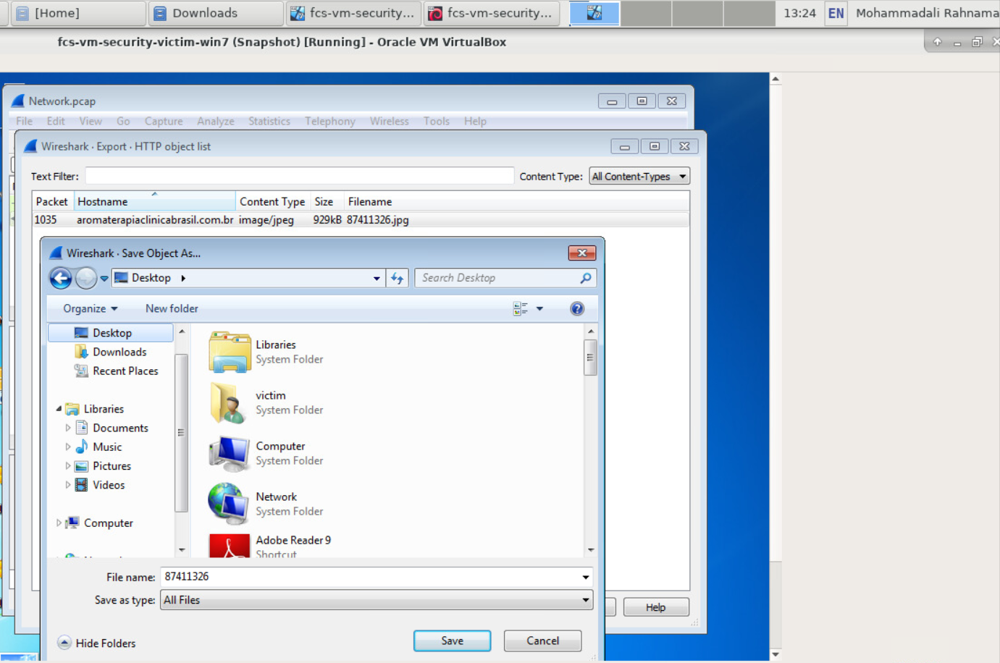 [Home]
Downloads
fcs-vm-security...
fcs-vm-security...
13:24
EN
Mohammadali Rahnama
fcs-vm-security-victim-win7 (Snapshot) [Running] - Oracle VM VirtualBox
Network.pcap
File Edit View Go Capture Analyze Statistics Telephony Wireless Tools Help
Wireshark · Export · HTTP object list
Text Filter:
Content Type: All Content-Types
Packet Hostname Content Type Size Filename
1035 aromaterapiaclinicabrasil.com.br image/jpeg 929kB 87411326.jpg
Wireshark · Save Object As...
Desktop
Search Desktop
Organize New folder
Desktop
Downloads
Recent Places
Libraries
Documents
Music
Pictures
Videos
Computer
Libraries
System Folder
victim
System Folder
Computer
System Folder
Network
System Folder
Adobe Reader 9
Shortcut
File name: 87411326
Save as type: All Files
Hide Folders
Save
Cancel
Help